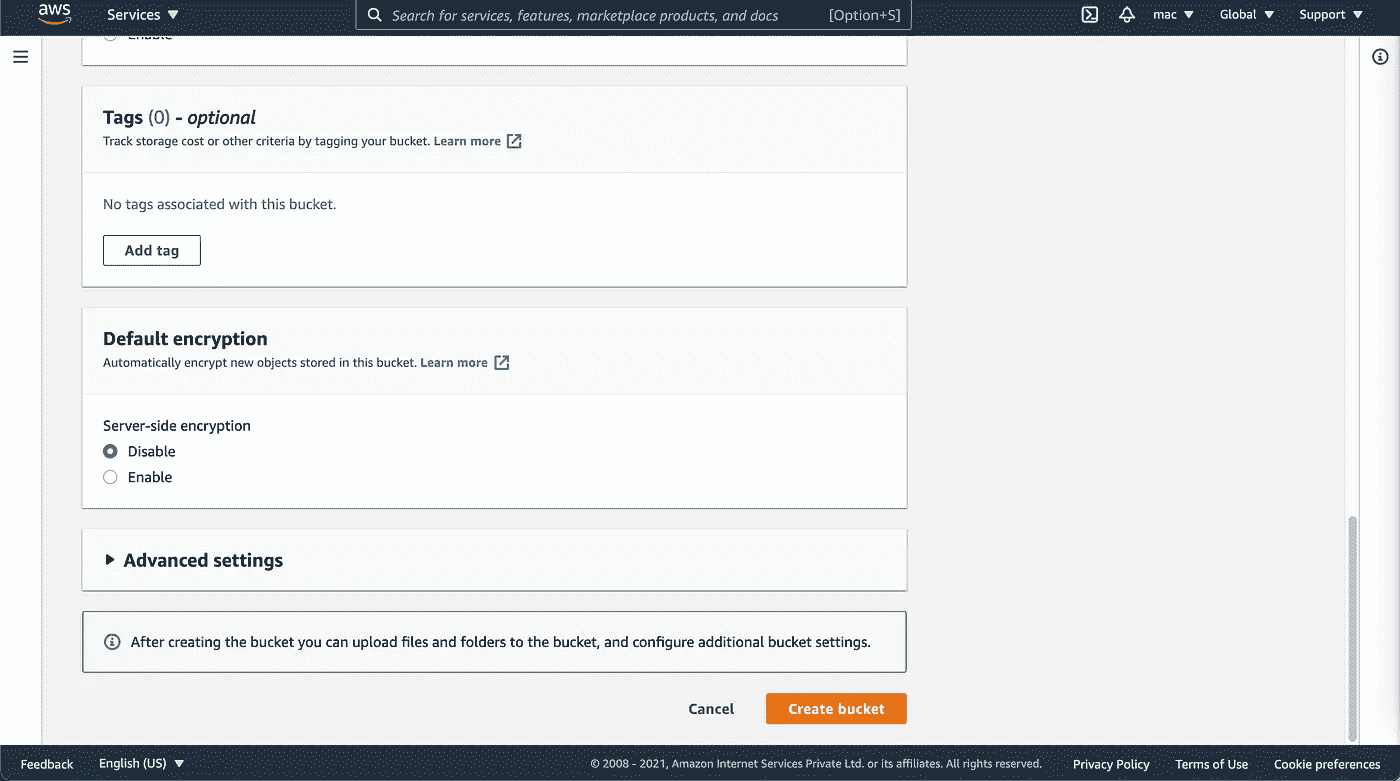 aws
Services
Search for services, features, marketplace products, and docs
[Option+S]
mac
Global
Support
Enable
Tags (0) - optional
Track storage cost or other criteria by tagging your bucket. Learn more
No tags associated with this bucket.
Add tag
Default encryption
Automatically encrypt new objects stored in this bucket. Learn more
Server-side encryption
Disable
Enable
Advanced settings
After creating the bucket you can upload files and folders to the bucket, and configure additional bucket settings.
Cancel
Create bucket
Feedback
English (US)
© 2008 - 2021, Amazon Internet Services Private Ltd. or its affiliates. All rights reserved.
Privacy Policy
Terms of Use
Cookie preferences